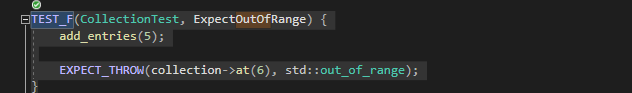 TEST_F(CollectionTest, ExpectOutOfRange) {
add_entries(5);
EXPECT_THROW(collection->at(6), std::out_of_range);
}